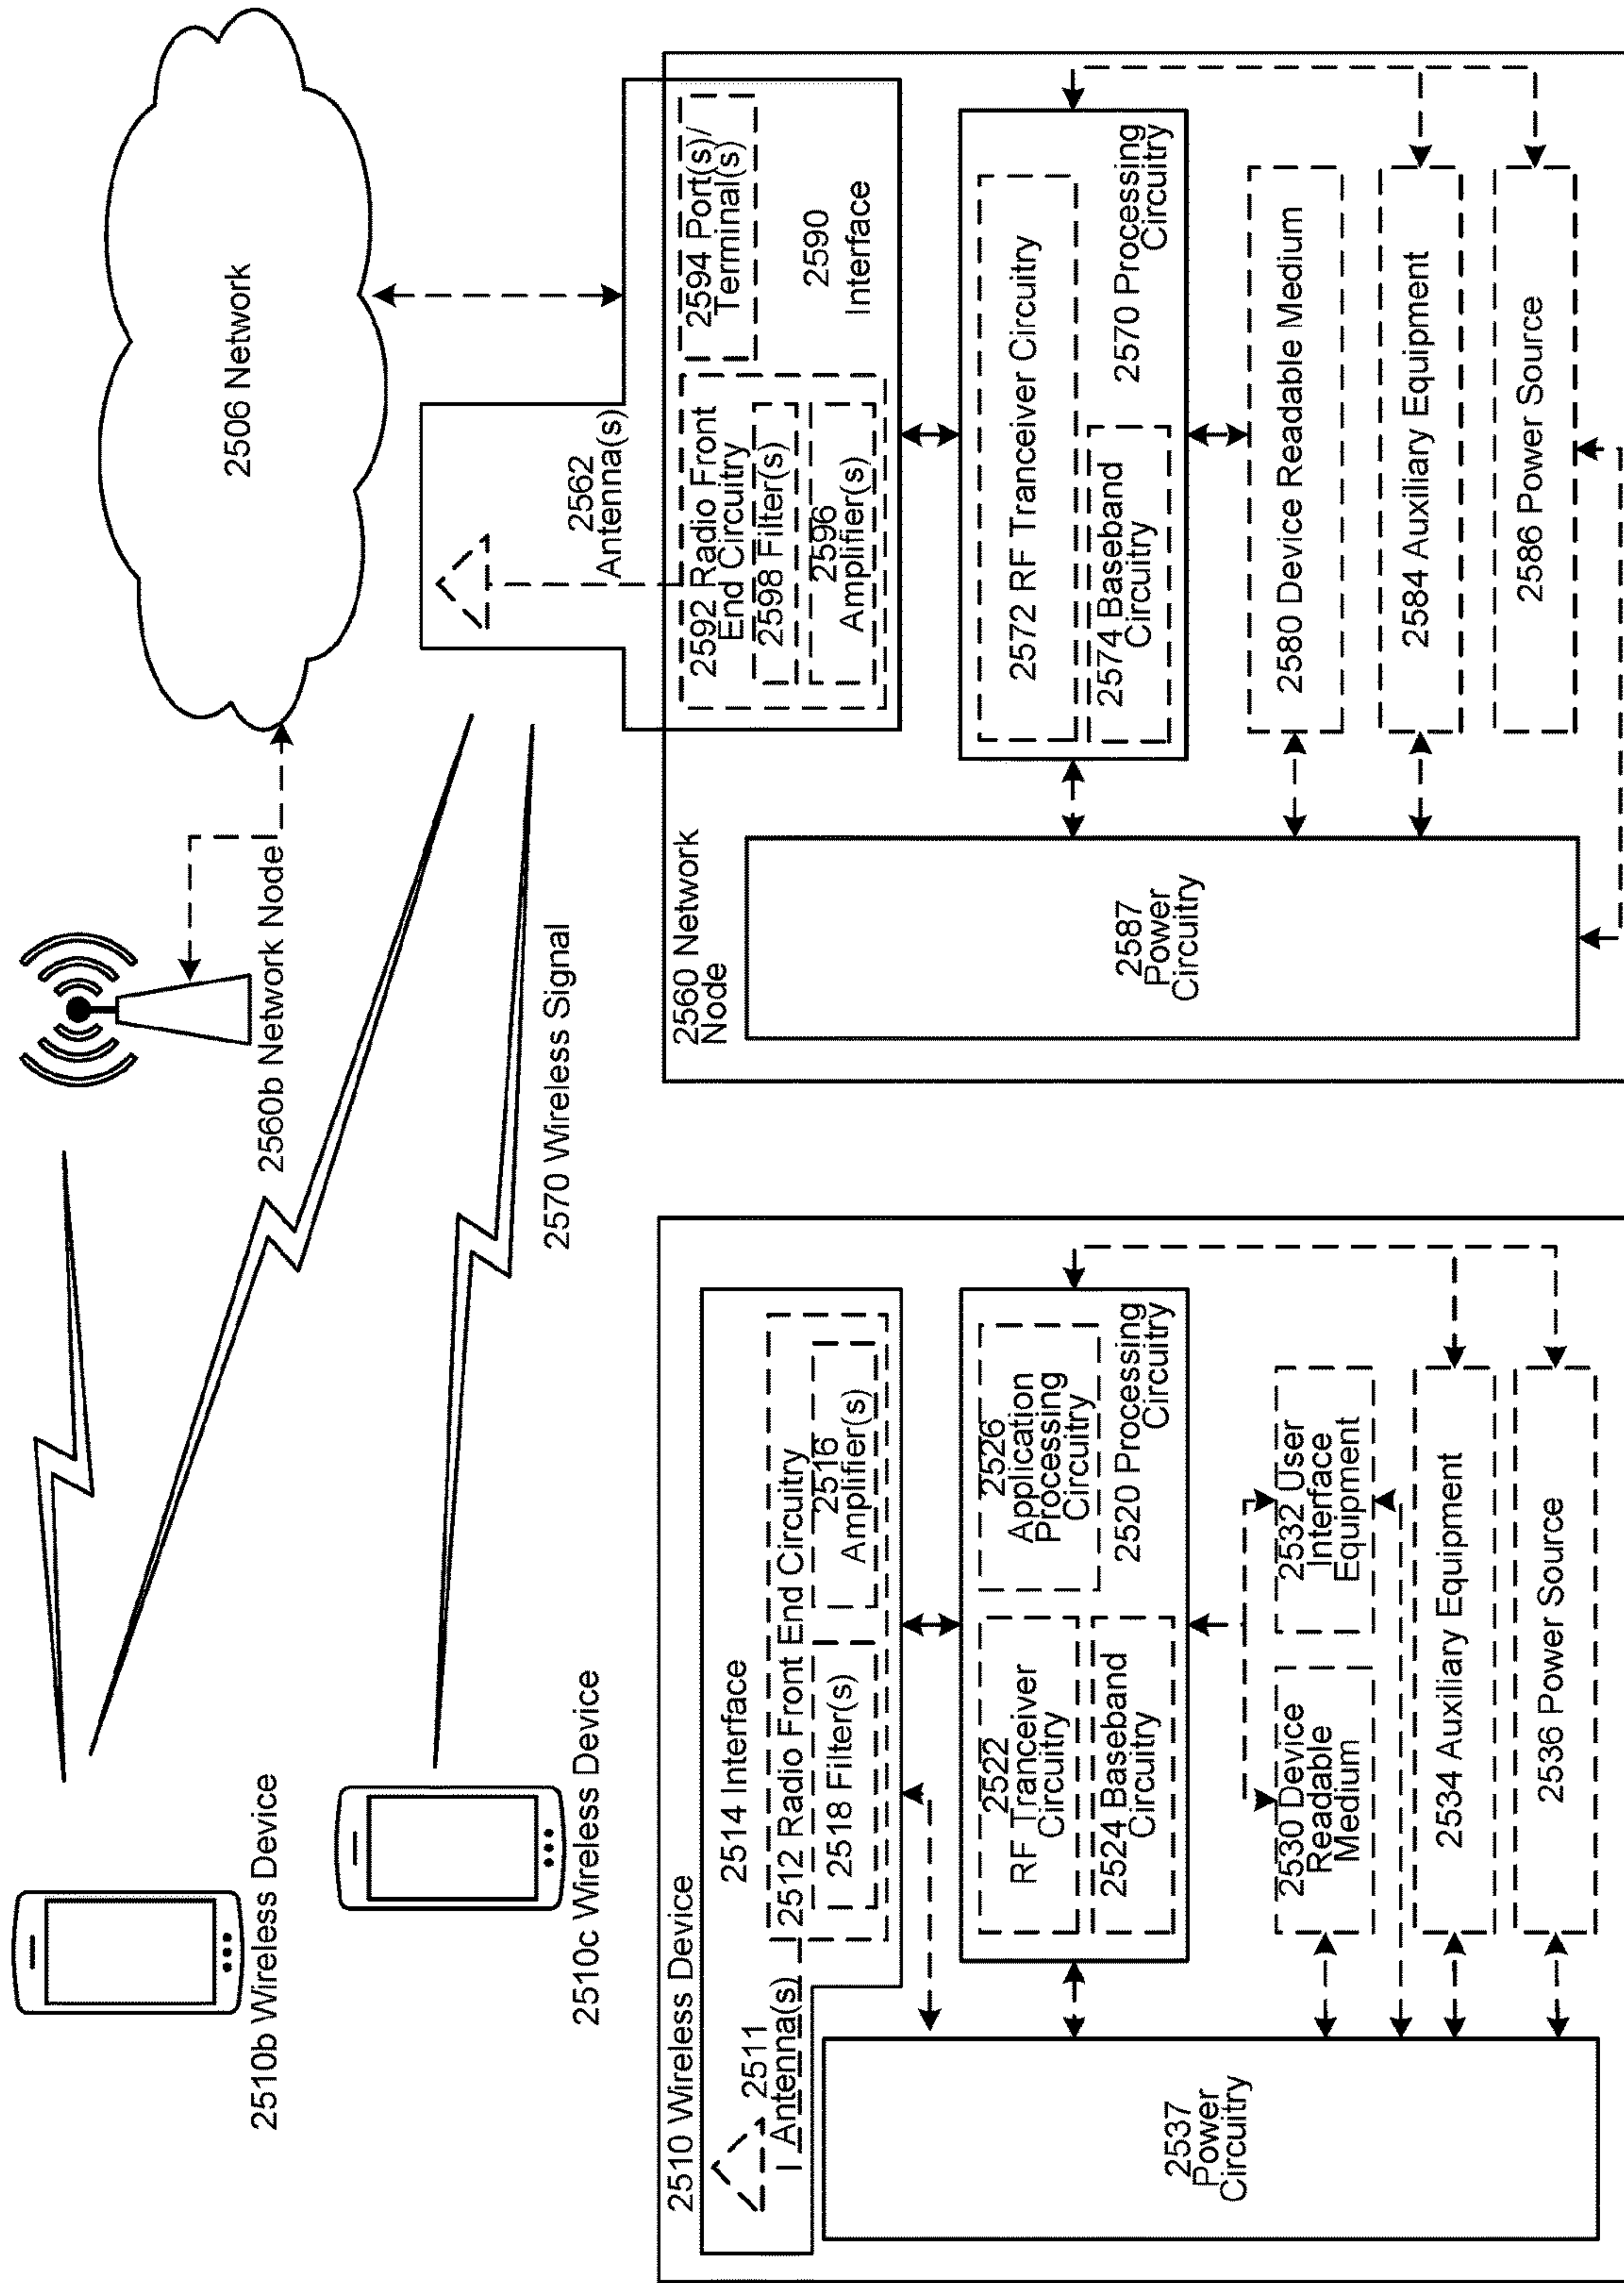 2506 Network
2560b Network Node
2510b Wireless Device
2510c Wireless Device
2570 Wireless Signal
2510 Wireless Device
2511
Antenna(s)
2514 Interface
2512 Radio Front End Circuitry
2518 Filter(s)
2516
Amplifier(s)
2522
RF Tranceiver
Circuitry
2524 Baseband
Circuitry
2526
Application
Processing
Circuitry
2520 Processing
Circuitry
2530 Device
Readable
Medium
2532 User
Interface
Equipment
2534 Auxiliary Equipment
2536 Power Source
2537
Power
Circuitry
2560 Network
Node
2562
Antenna(s)
2592 Radio Front
End Circuitry
2598 Filter(s)
2596
Amplifier(s)
2594 Port(s)/
Terminal(s)
2590
Interface
2572 RF Tranceiver Circuitry
2574 Baseband
Circuitry
2570 Processing
Circuitry
2580 Device Readable Medium
2584 Auxiliary Equipment
2586 Power Source
2587
Power
Circuitry